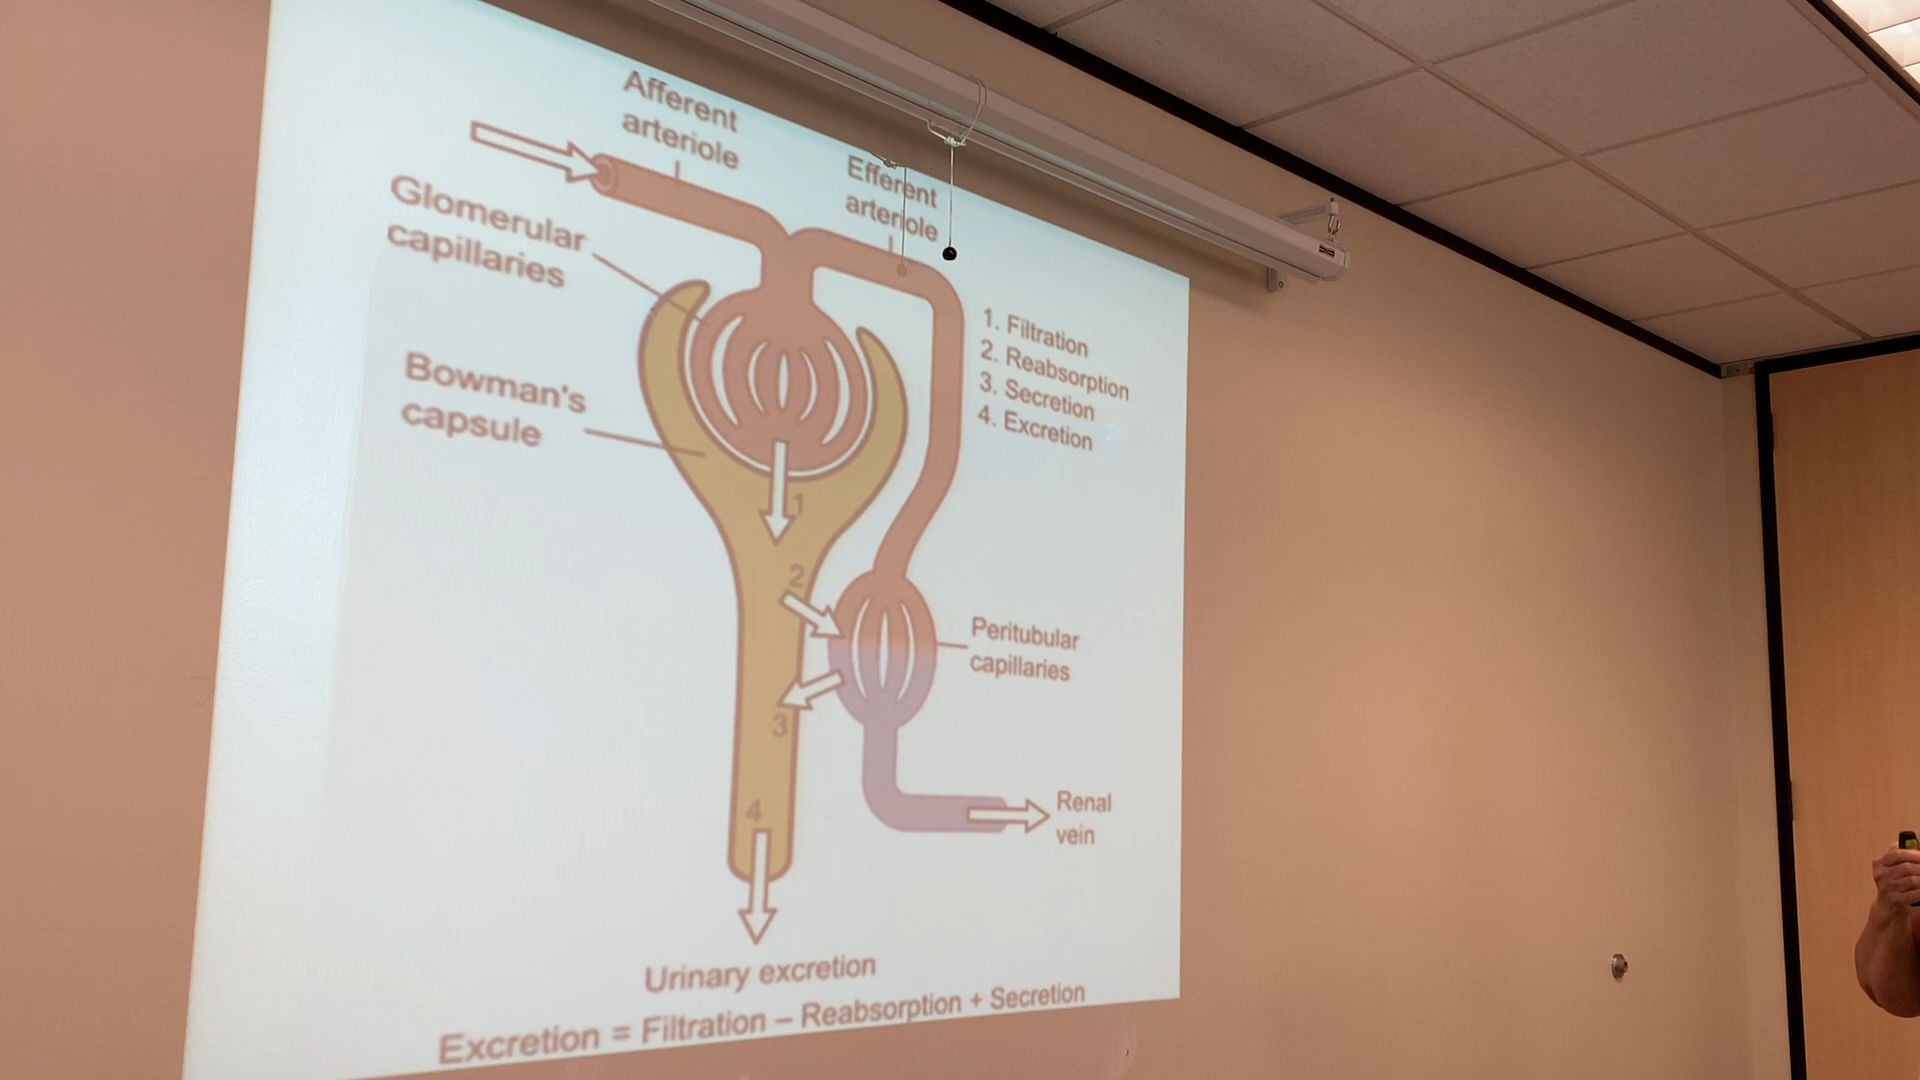 Afferent
arteriole
Efferent
arteriole
Glomerular
capillaries
Bowman's
capsule
1. Filtration
2. Reabsorption
3. Secretion
4. Excretion
1
2
3
4
Peritubular
capillaries
Renal
vein
Urinary excretion
Excretion = Filtration – Reabsorption + Secretion